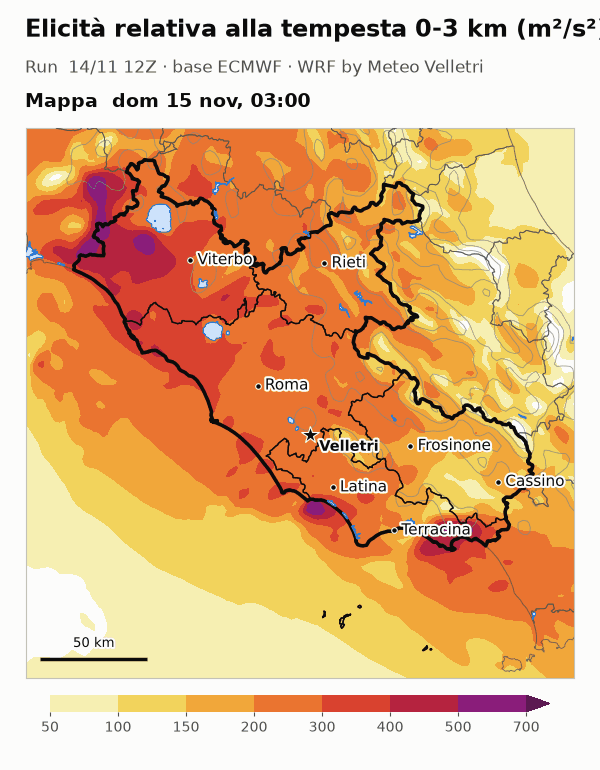 Elicità relativa alla tempesta 0-3 km (m²/s²)
Run 14/11 12Z · base ECMWF · WRF by Meteo Velletri
Mappa dom 15 nov, 03:00
Viterbo
Rieti
Roma
Velletri
Frosinone
Latina
Cassino
Terracina
50 km
50 100 150 200 300 400 500 700